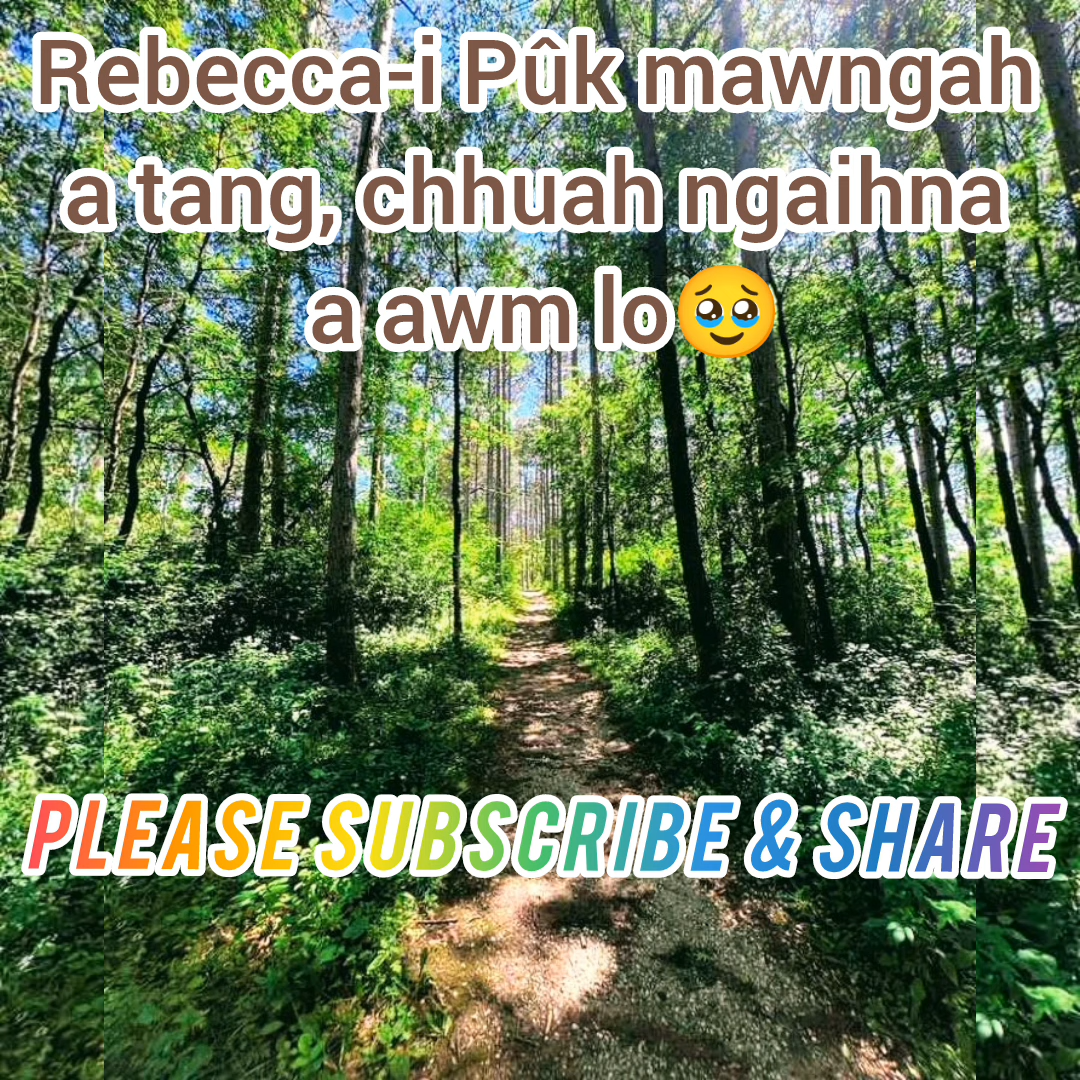 Rebecca-i Pûk mawngah
a tang, chhuah ngaihna
a awm lo🥹
PLEASE SUBSCRIBE & SHARE